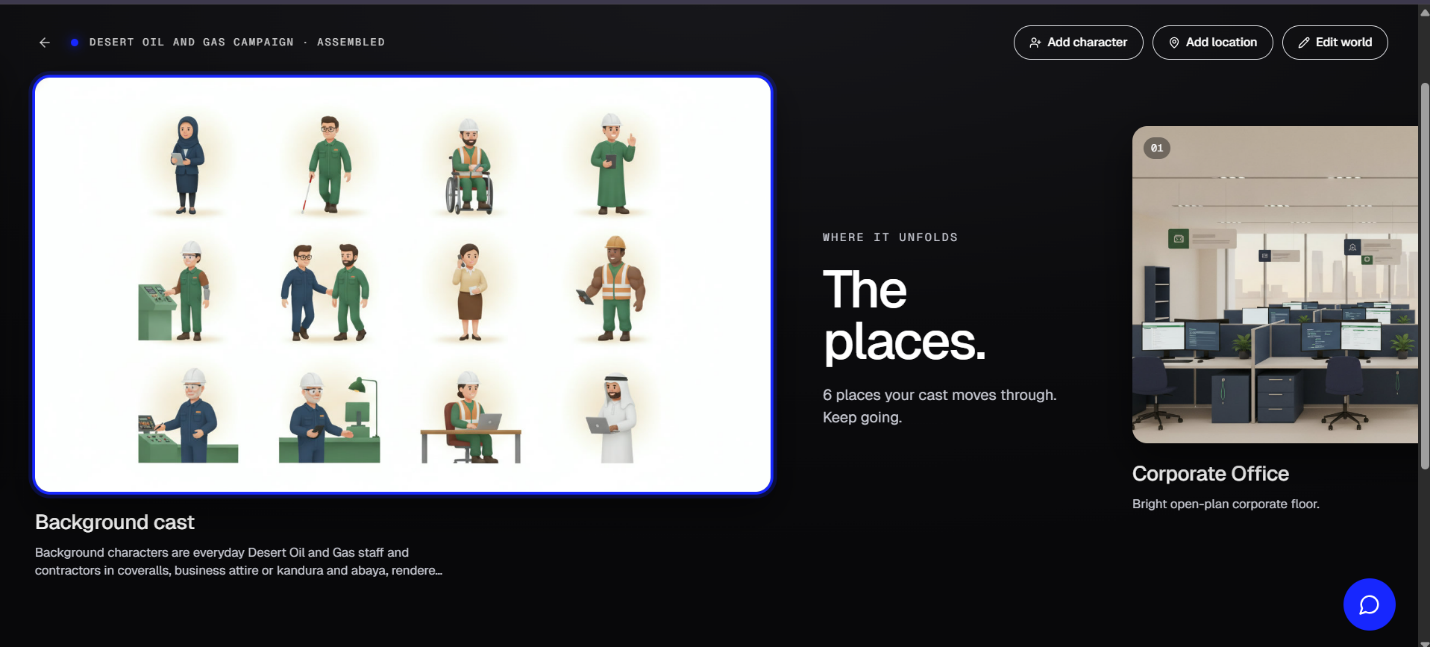 DESERT OIL AND GAS CAMPAIGN · ASSEMBLED
Add character
Add location
Edit world
Background cast
Background characters are everyday Desert Oil and Gas staff and
contractors in coveralls, business attire or kandura and abaya, rendere...
WHERE IT UNFOLDS
The
places.
6 places your cast moves through.
Keep going.
01
Corporate Office
Bright open-plan corporate floor.